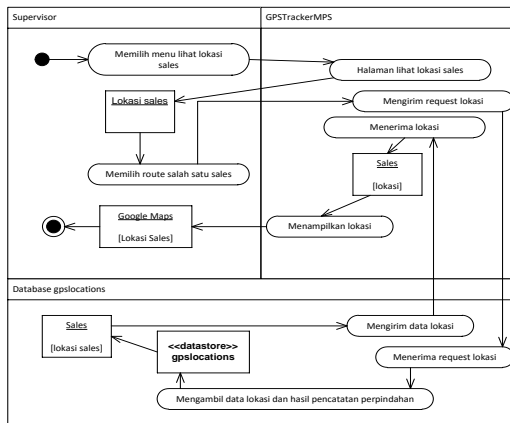 Supervisor
GPSTrackerMPS
Memilih menu lihat lokasi
sales
Halaman lihat lokasi sales
Lokasi sales
Mengirim request lokasi
Menerima lokasi
Sales
[lokasi]
Memilih route salah satu sales
Google Maps
[Lokasi Sales]
Menampilkan lokasi
Database gpslocations
Sales
[lokasi sales]
<<datastore>>
gpslocations
Mengirim data lokasi
Menerima request lokasi
Mengambil data lokasi dan hasil pencatatan perpindahan